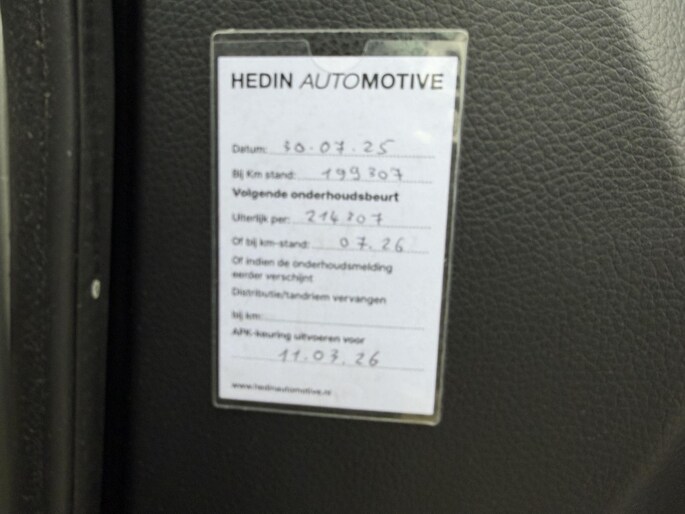 HEDIN AUTOMOTIVE
Datum: 30.07.25
Bij Km stand: 199307
Volgende onderhoudsbeurt
Uiterlijk per: 214307
Of bij km-stand: 07.26
Of indien de onderhoudsmelding
eerder verschijnt
Distributie/tandriem vervangen
bij km:
APK-keuring uitvoeren voor
11.03.26
www.hedinautomotive.nl